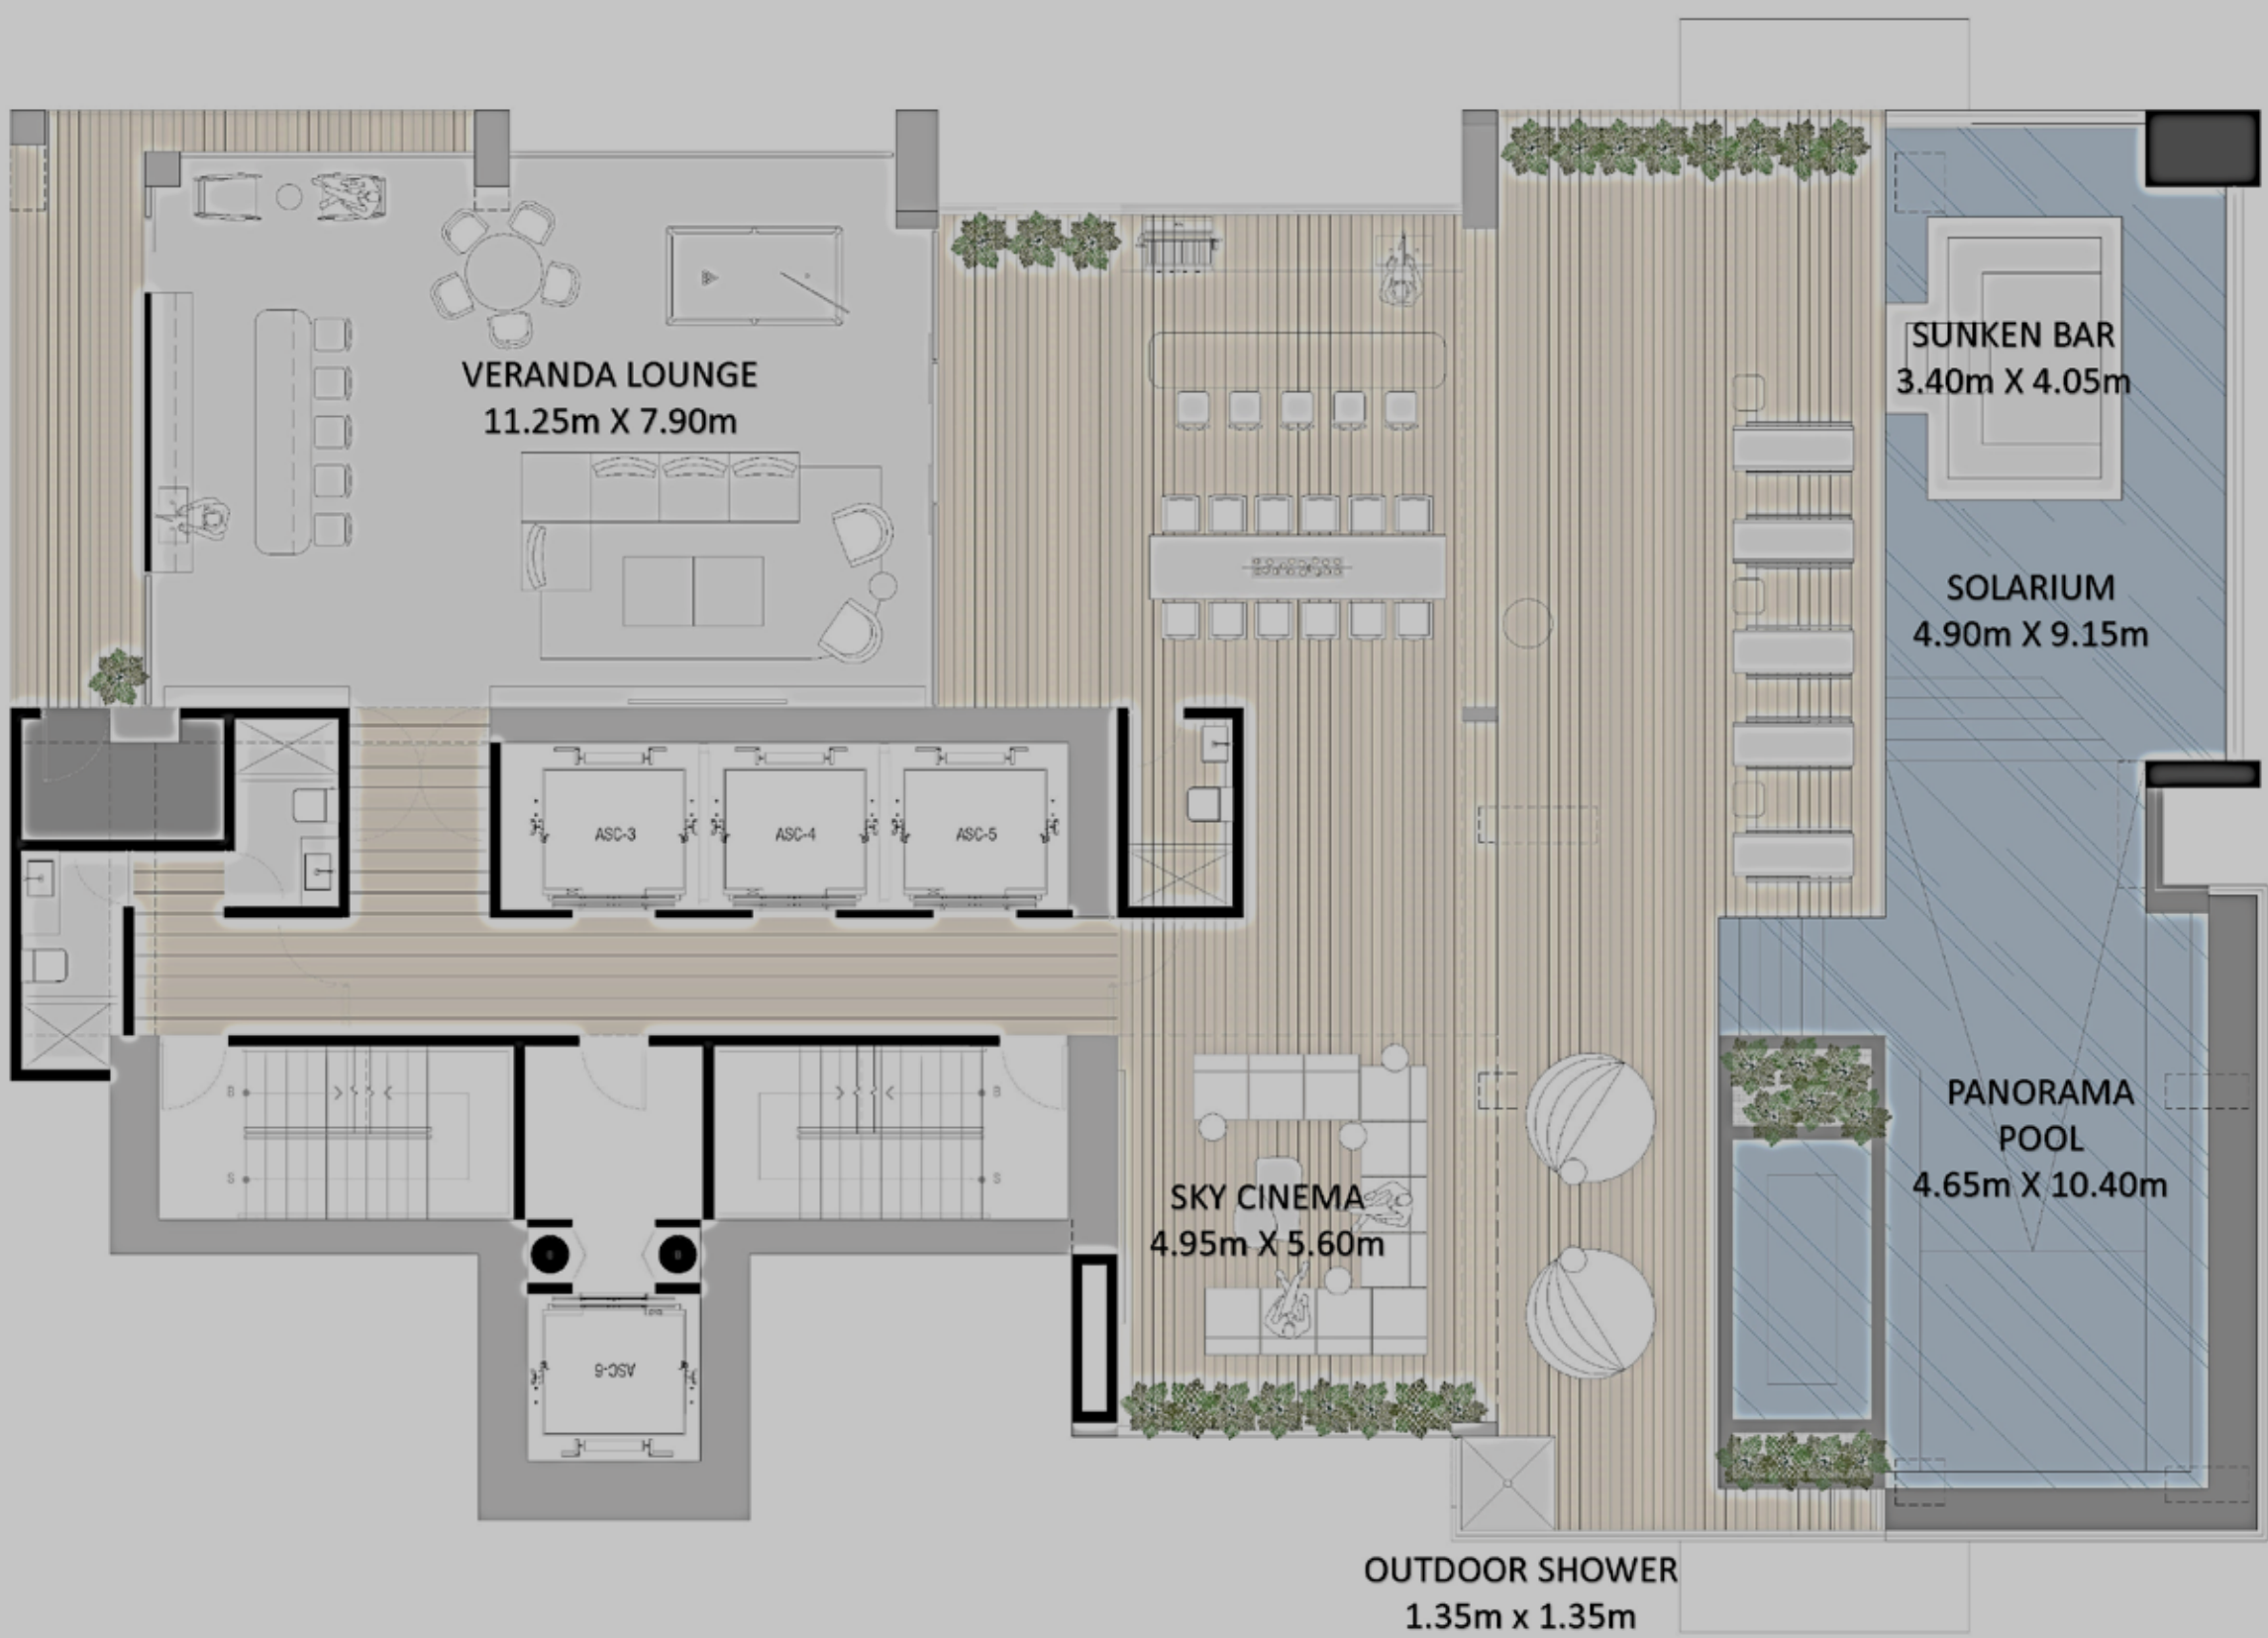 VERANDA LOUNGE
11.25m X 7.90m
SUNKEN BAR
3.40m X 4.05m
SOLARIUM
4.90m X 9.15m
ASC-3
ASC-4
ASC-5
PANORAMA
POOL
4.65m X 10.40m
B
B
S
S
SKY CINEMA
4.95m X 5.60m
ASC-6
OUTDOOR SHOWER
1.35m x 1.35m